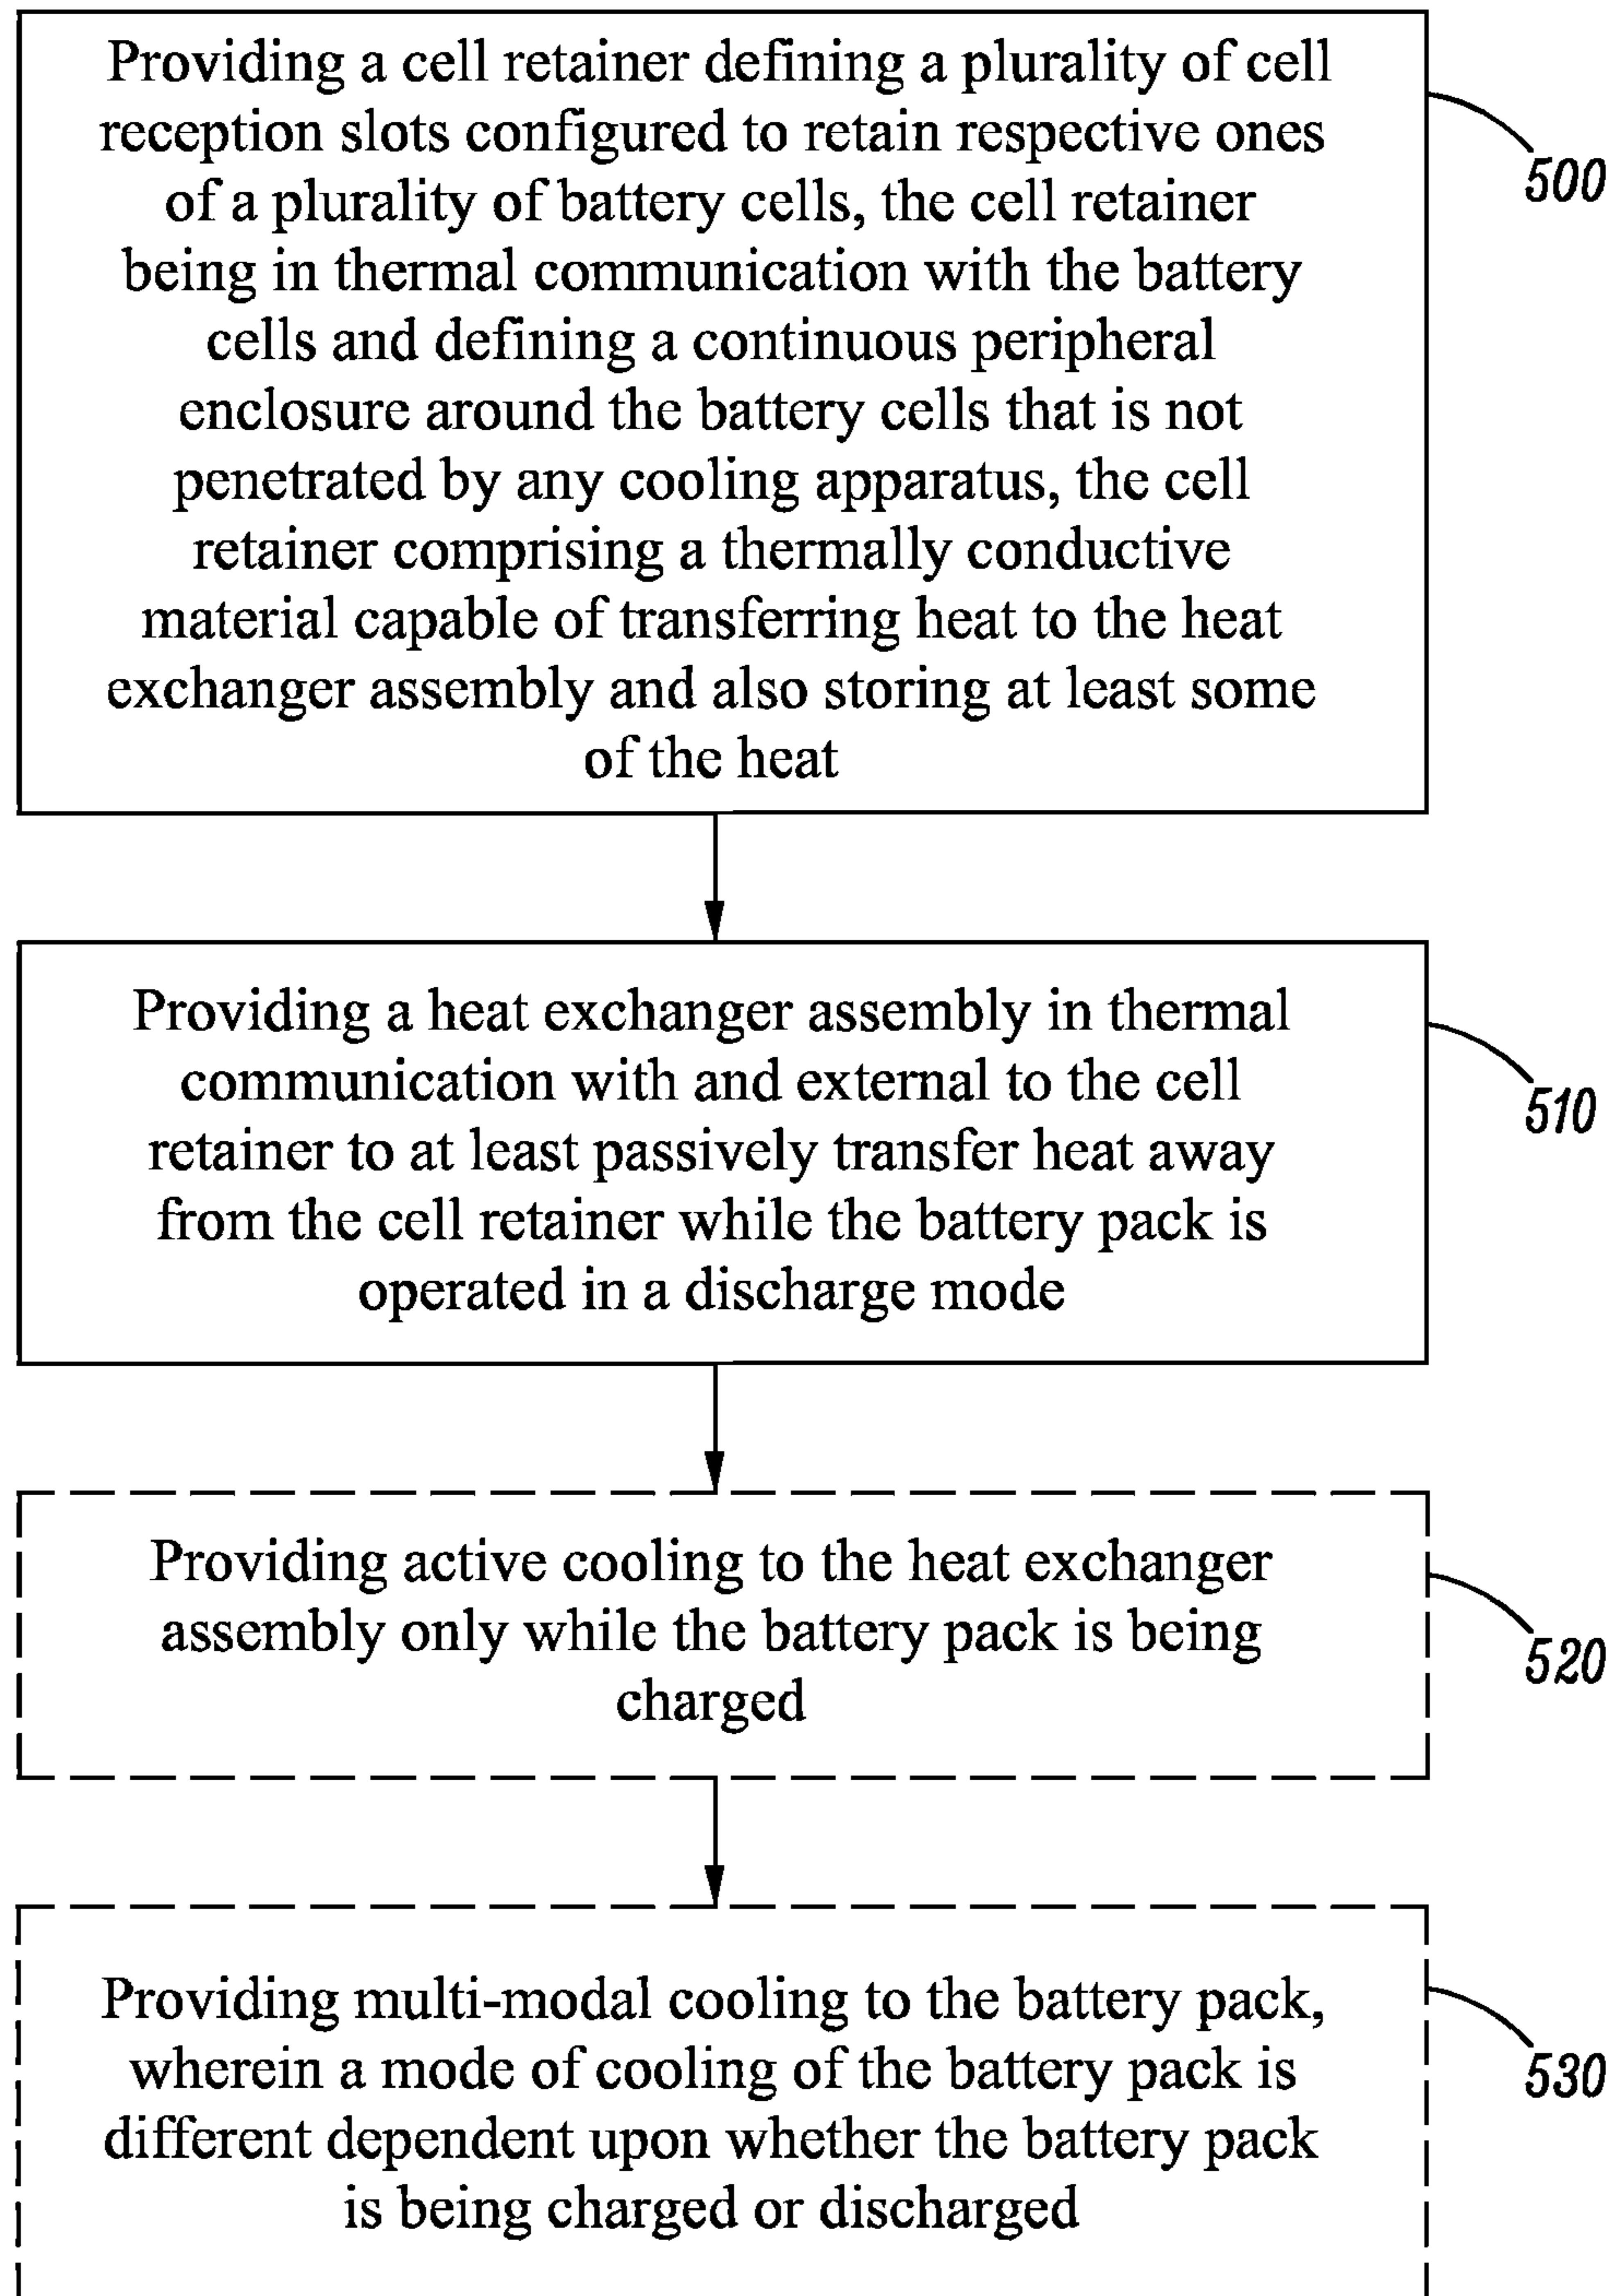 Providing a cell retainer defining a plurality of cell
reception slots configured to retain respective ones
of a plurality of battery cells, the cell retainer
being in thermal communication with the battery
cells and defining a continuous peripheral
enclosure around the battery cells that is not
penetrated by any cooling apparatus, the cell
retainer comprising a thermally conductive
material capable of transferring heat to the heat
exchanger assembly and also storing at least some
of the heat
500
Providing a heat exchanger assembly in thermal
communication with and external to the cell
retainer to at least passively transfer heat away
from the cell retainer while the battery pack is
operated in a discharge mode
510
Providing active cooling to the heat exchanger
assembly only while the battery pack is being
charged
520
Providing multi-modal cooling to the battery pack,
wherein a mode of cooling of the battery pack is
different dependent upon whether the battery pack
is being charged or discharged
530